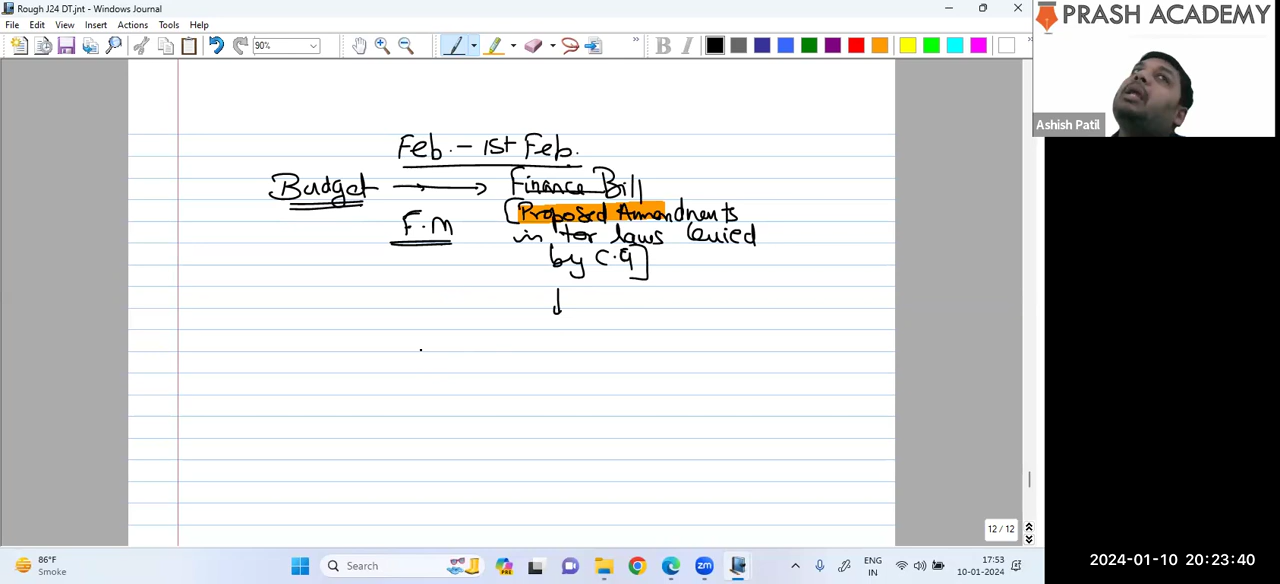 Rough J24 DT.jnt - Windows Journal
File Edit View Insert Actions Tools Help
90%
B I
PRASH ACADEMY
Ashish Patil
Feb. - 1st Feb.
Budget → Finance Bill
F.M [Proposed Amendments
in tax laws levied
by C.G]
↓
12 / 12
86°F
Smoke
Search
PRE
zm
ENG
IN
17:53
10-01-2024
2024-01-10 20:23:40